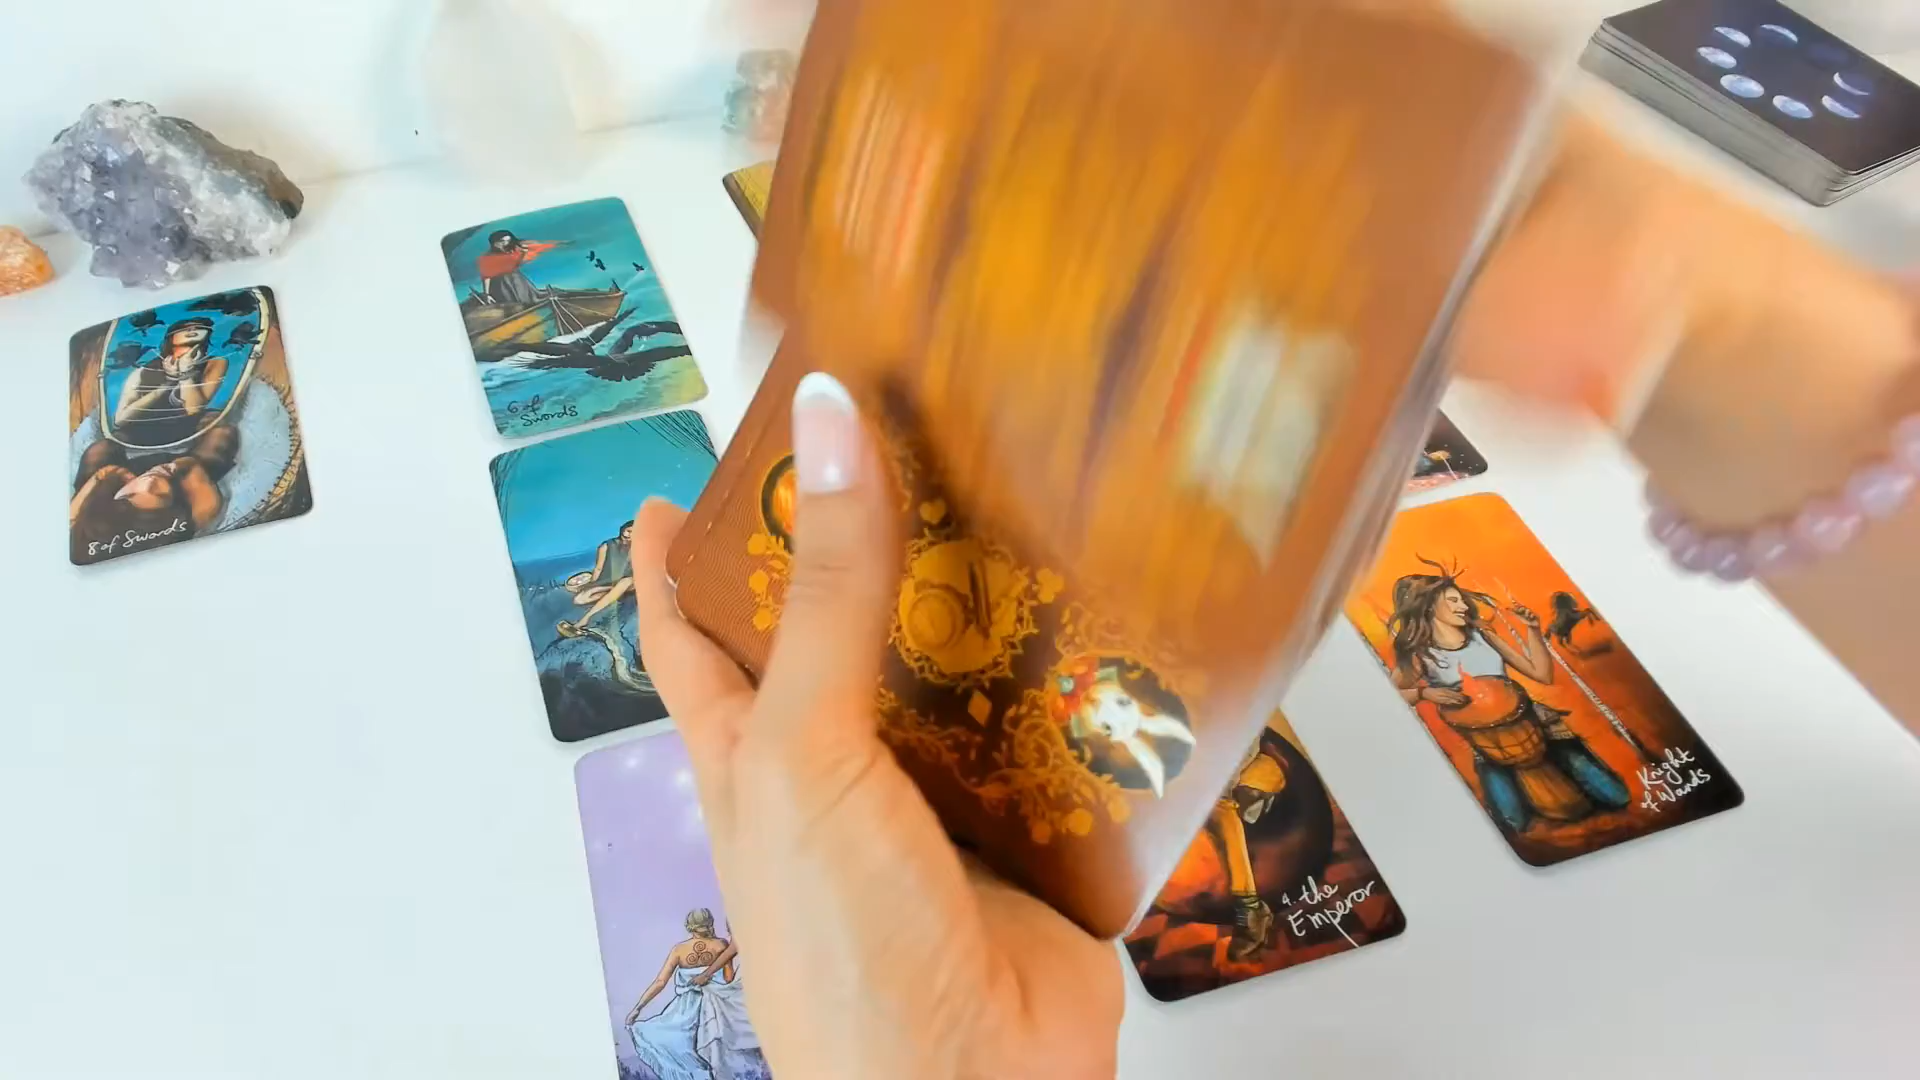 8 of Swords
6 of
Swords
Knight
of Wands
4. the
Emperor